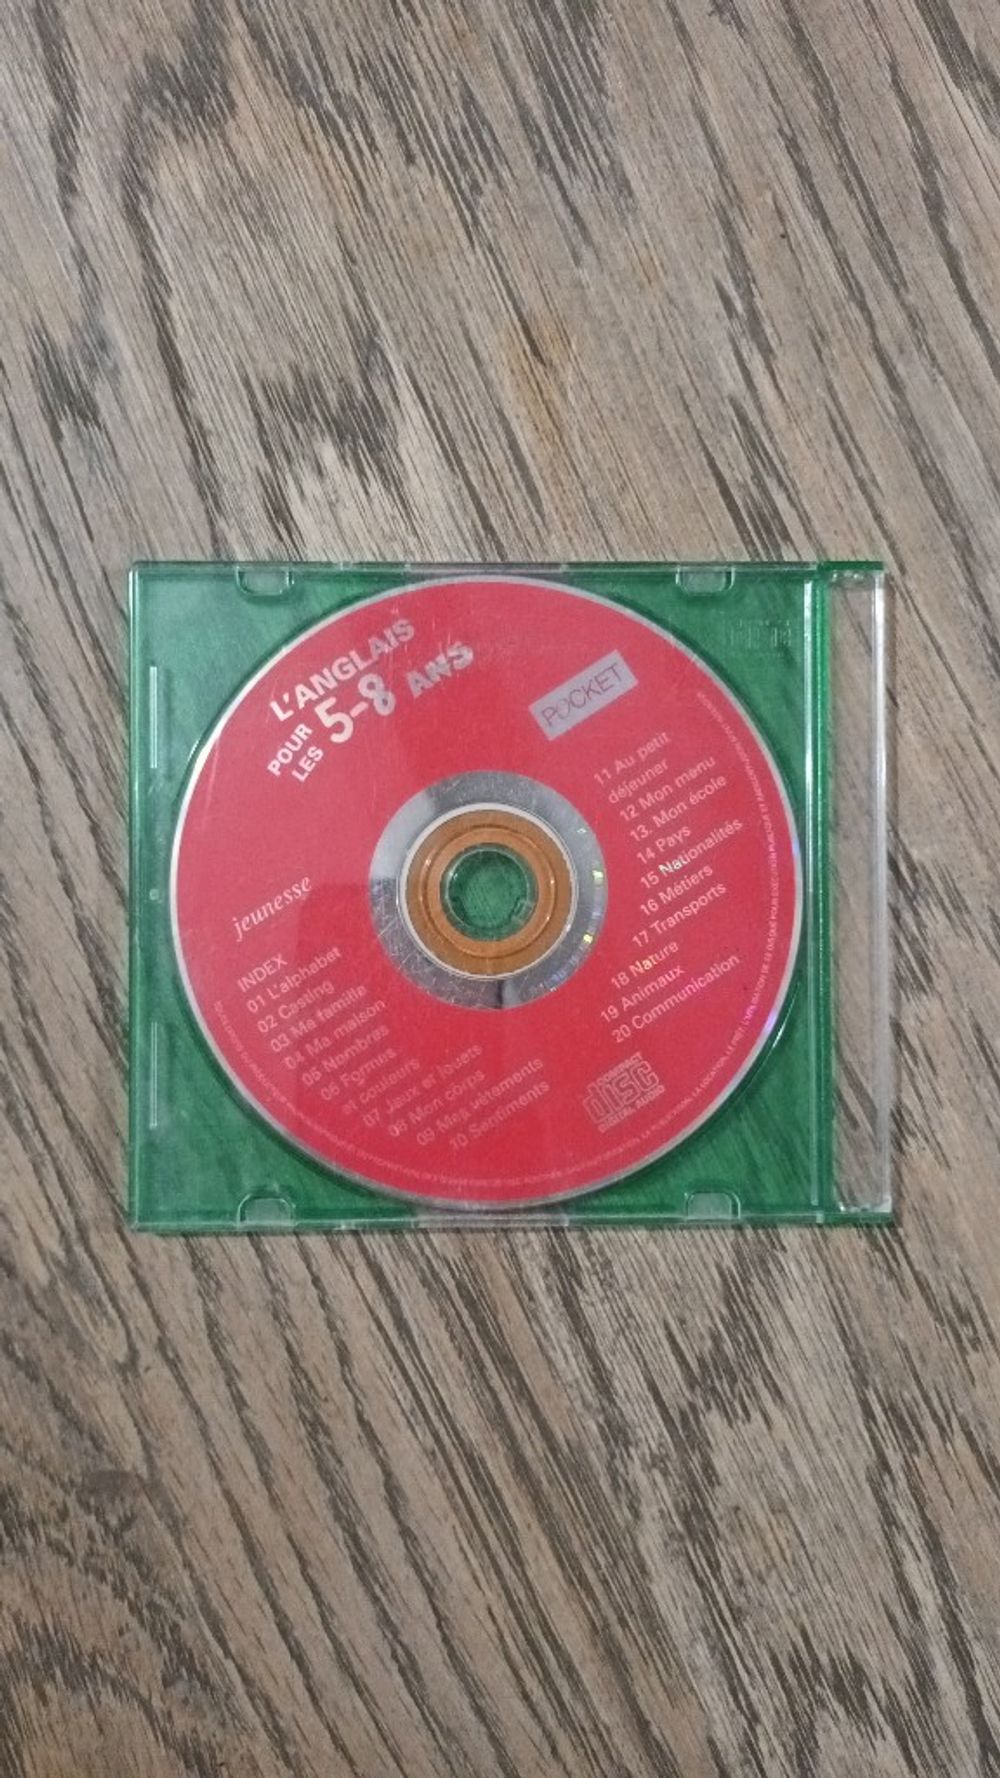 L'ANGLAIS
POUR
LES
5-8
ANS
POCKET
jeunesse
INDEX
01 L'alphabet
02 Casting
03 Ma famille
04 Ma maison
05 Nombres
06 Formes
et couleurs
07 Jeux et jouets
08 Mon corps
09 Mes vêtements
10 Sentiments
11 Au petit
déjeuner
12 Mon menu
13. Mon école
14 Pays
15 Nationalités
16 Métiers
17 Transports
18 Nature
19 Animaux
20 Communication
COMPACT
disc
DIGITAL AUDIO